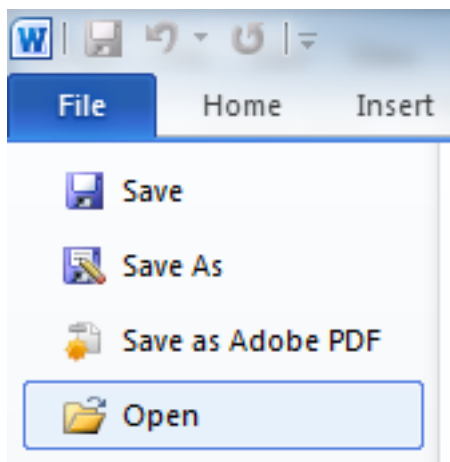 W
File Home Insert
Save
Save As
Save as Adobe PDF
Open